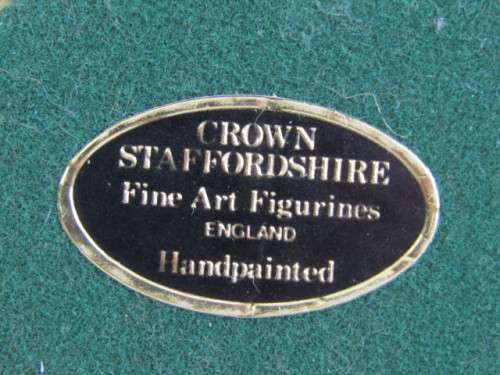 CROWN
STAFFORDSHIRE
Fine Art Figurines
ENGLAND
Handpainted